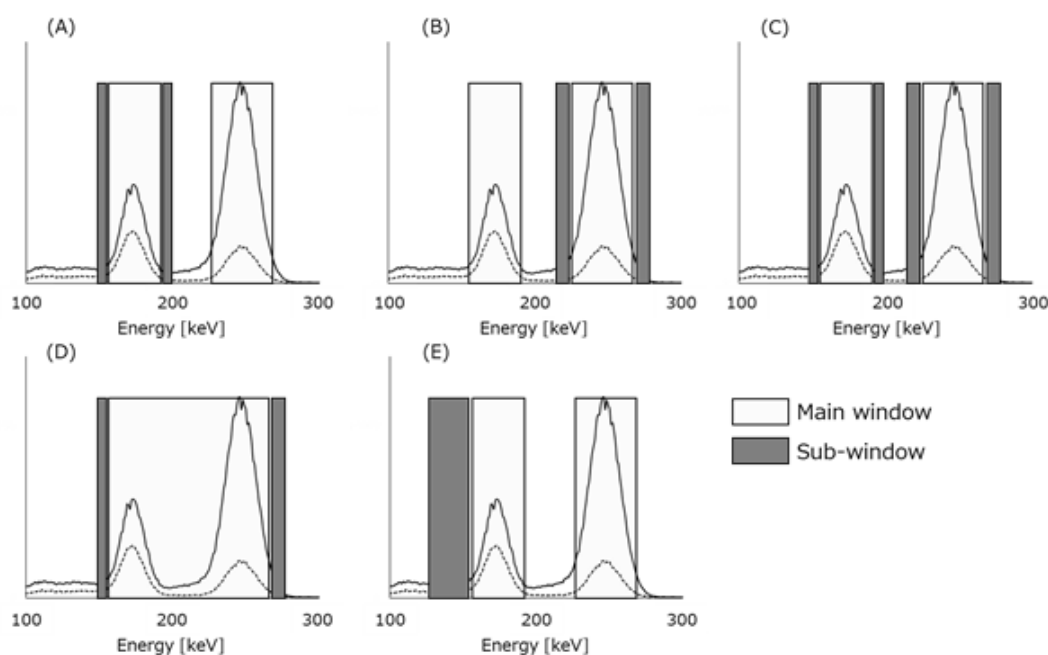 (A)
100 200 300
Energy [keV]
(B)
100 200 300
Energy [keV]
(C)
100 200 300
Energy [keV]
(D)
100 200 300
Energy [keV]
(E)
100 200 300
Energy [keV]
Main window
Sub-window